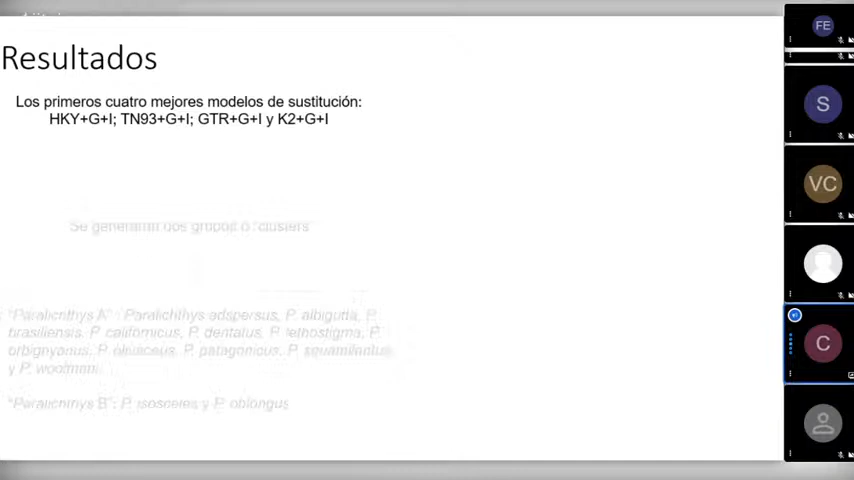 Resultados
Los primeros cuatro mejores modelos de sustitución:
HKY+G+I; TN93+G+I; GTR+G+I y K2+G+I
Se generaron dos grupos o "clusters"
"Paralichthys A": Paralichthys adspersus, P. albigutta, P.
brasiliensis, P. californicus, P. dentatus, P. lethostigma, P.
orbignyanus, P. olivaceus, P. patagonicus, P. squamilentus
y P. woolmani.
"Paralichthys B": P. isosceles y P. oblongus
FE
S
VC
C